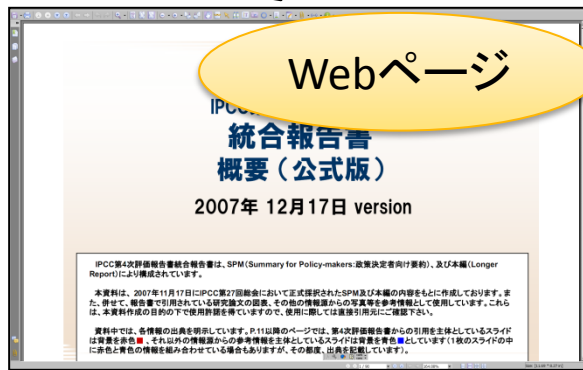 Webページ
IPCC
統合報告書
概要(公式版)
2007年 12月17日 version
IPCC第4次評価報告書統合報告書は、SPM(Summary for Policy-makers:政策決定者向け要約)、及び本編(Longer
Report)により構成されています。
本資料は、2007年11月17日にIPCC第27回総会において正式採択されたSPM及び本編の内容をもとに作成しております。ま
た、併せて、報告書で引用されている研究論文の図表、その他の情報源からの写真等を参考情報として使用しています。これら
は、本資料作成の目的の下で使用許諾を得ていますので、使用に際しては直接引用元にご確認下さい。
資料中では、各情報の出典を明示しています。P.11以降のページでは、第4次評価報告書からの引用を主体としているスライド
は背景を赤色■、それ以外の情報源からの参考情報を主体としているスライドは背景を青色■としています(1枚のスライドの中
に赤色と青色の情報を組み合わせている場合もありますが、その都度、出典を記載しています)。